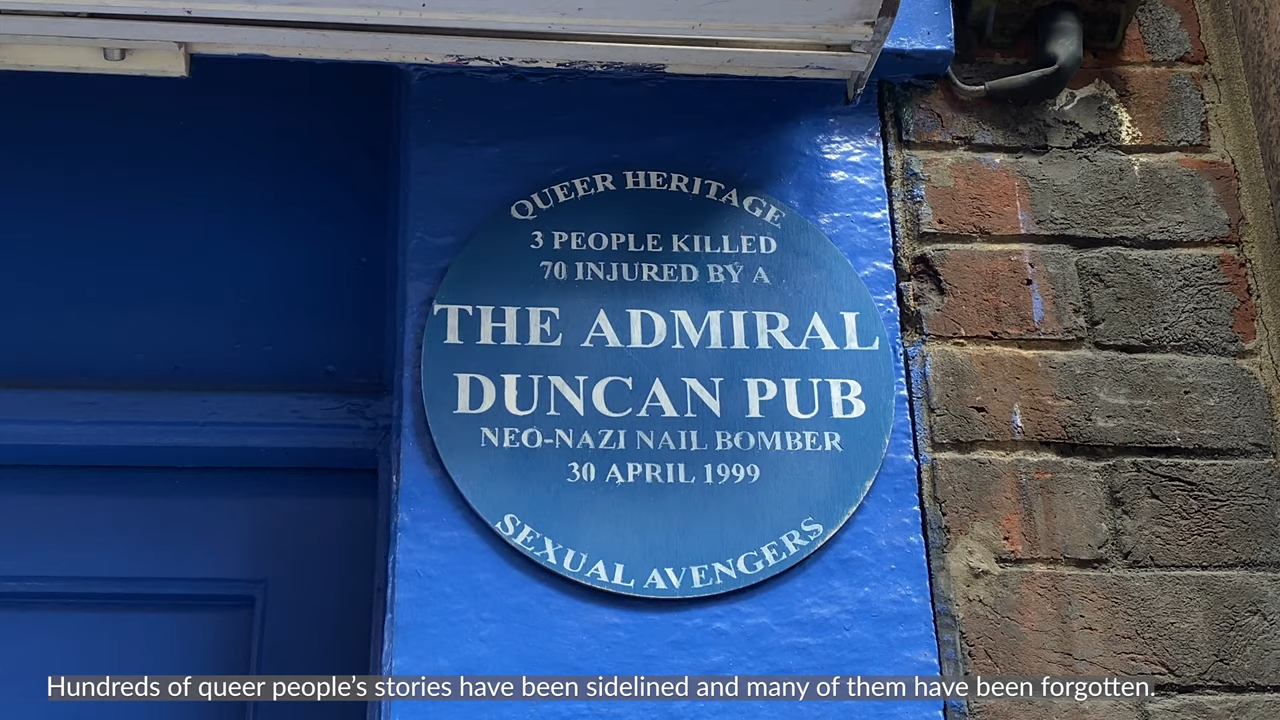 QUEER HERITAGE
3 PEOPLE KILLED
70 INJURED BY A
THE ADMIRAL
DUNCAN PUB
NEO-NAZI NAIL BOMBER
30 APRIL 1999
SEXUAL AVENGERS
Hundreds of queer people’s stories have been sidelined and many of them have been forgotten.